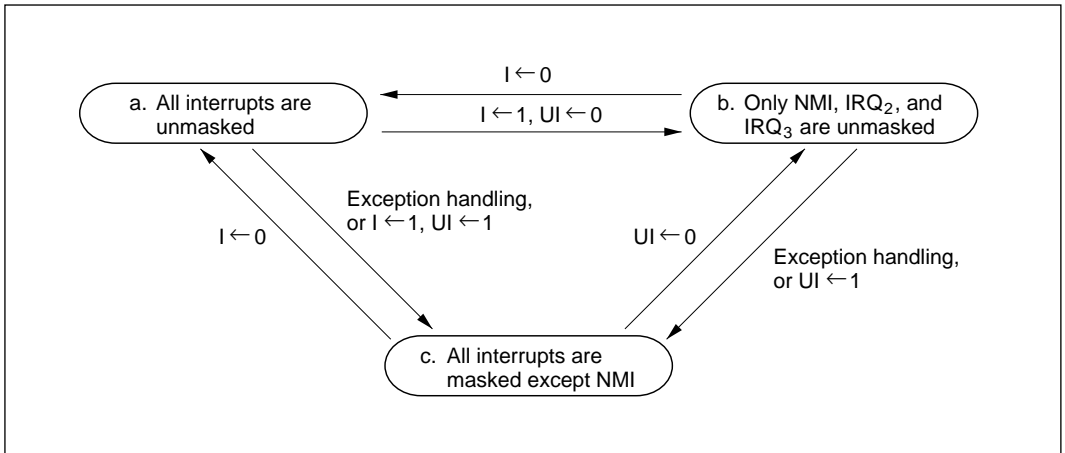 I ← 0
a. All interrupts are
unmasked
I ← 1, UI ← 0
b. Only NMI, IRQ₂, and
IRQ₃ are unmasked
Exception handling,
or I ← 1, UI ← 1
I ← 0
UI ← 0
Exception handling,
or UI ← 1
c. All interrupts are
masked except NMI